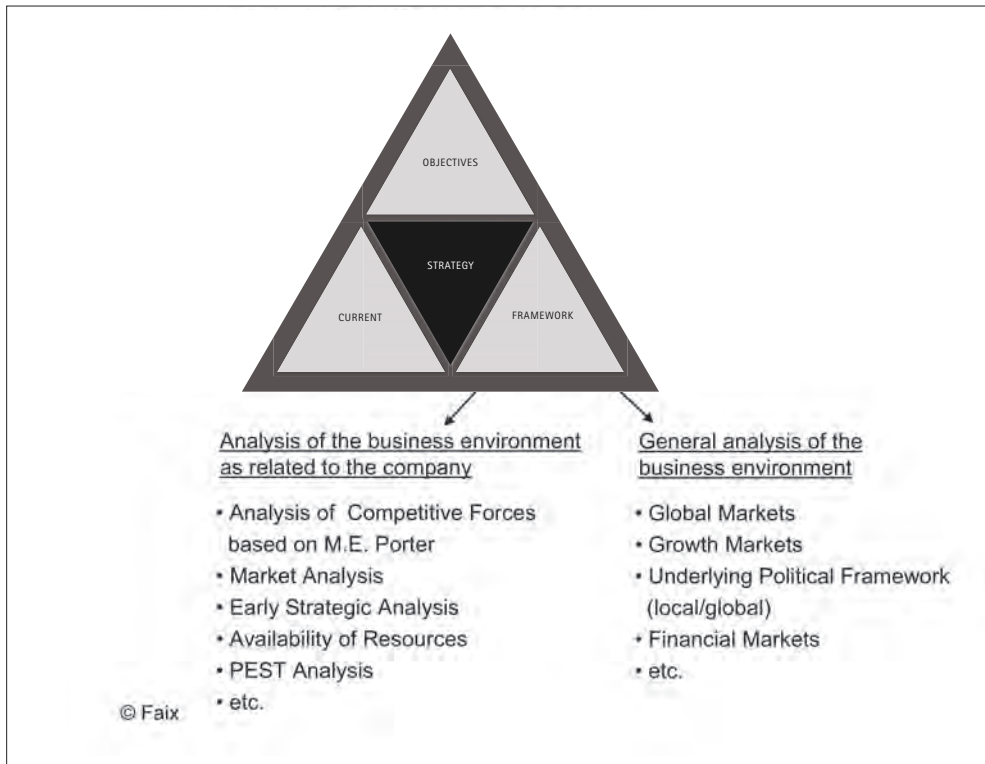 OBJECTIVES
STRATEGY
CURRENT
FRAMEWORK
Analysis of the business environment
as related to the company
• Analysis of Competitive Forces
based on M.E. Porter
• Market Analysis
• Early Strategic Analysis
• Availability of Resources
• PEST Analysis
• etc.
General analysis of the
business environment
• Global Markets
• Growth Markets
• Underlying Political Framework
(local/global)
• Financial Markets
• etc.
© Faix